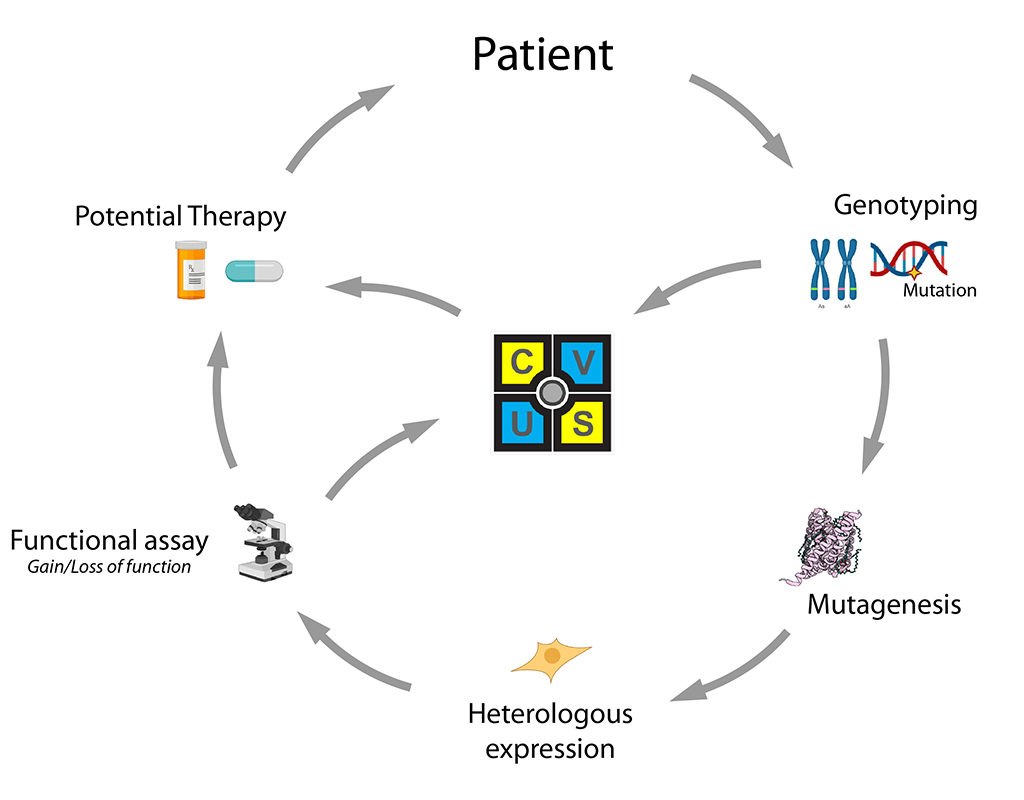 Patient
Genotyping
Mutation
Potential Therapy
Rx
Aa
aA
C V
U S
Functional assay
Gain/Loss of function
Mutagenesis
Heterologous
expression